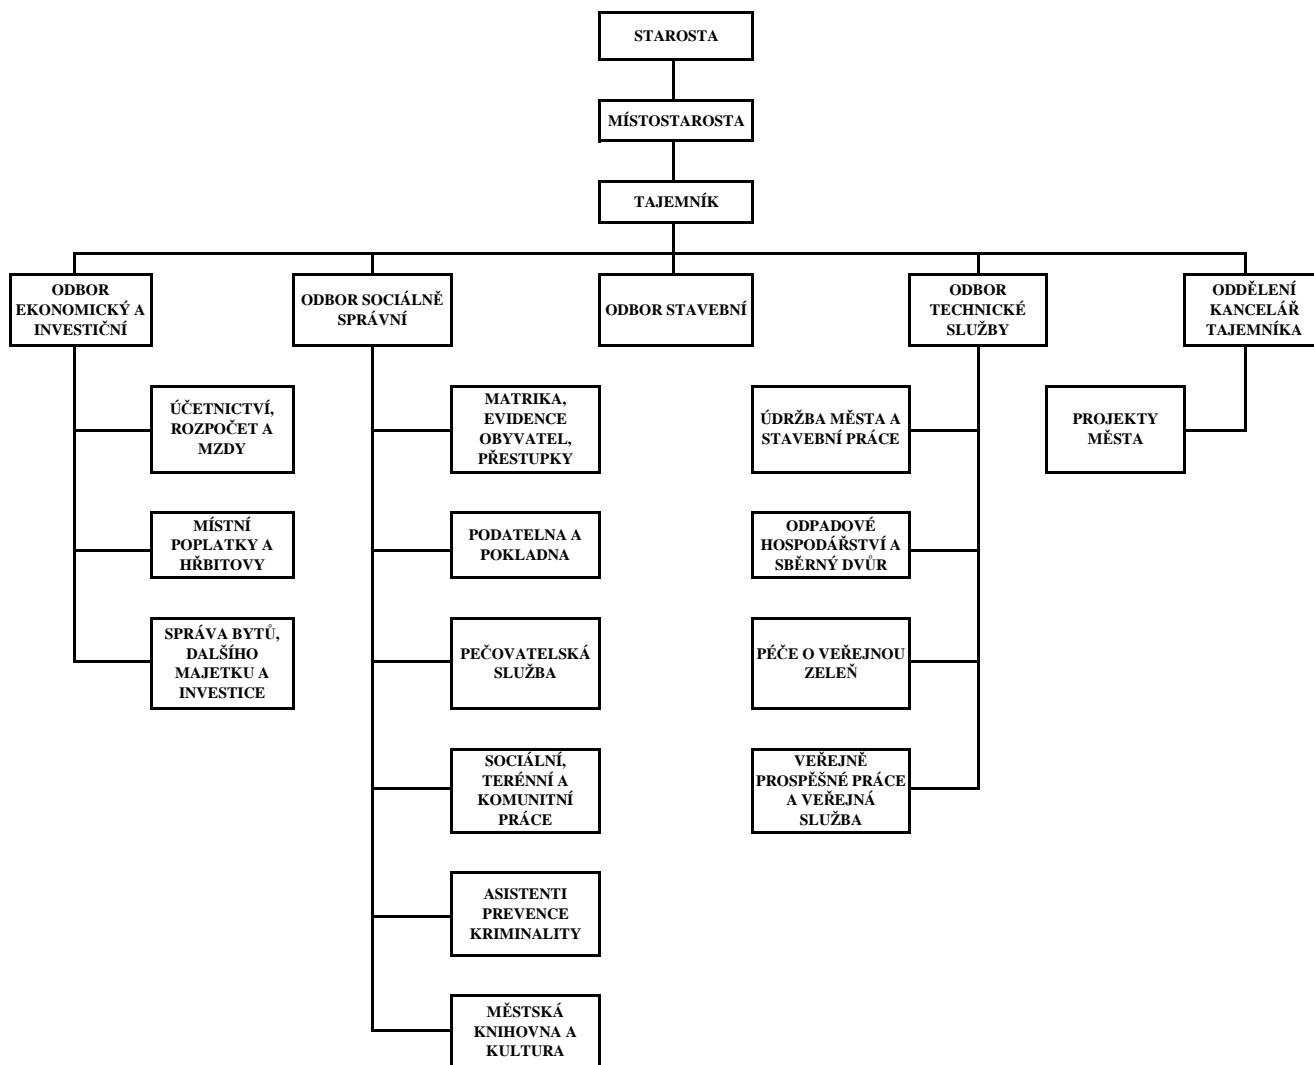 STAROSTA
MÍSTOSTAROSTA
TAJEMNÍK
ODBOR
EKONOMICKÝ A
INVESTIČNÍ
ODBOR SOCIÁLNĚ
SPRÁVNÍ
ODBOR STAVEBNÍ
ODBOR
TECHNICKÉ
SLUŽBY
ODDĚLENÍ
KANCELÁŘ
TAJEMNÍKA
ÚČETNICTVÍ,
ROZPOČET A
MZDY
MATRIKA,
EVIDENCE
OBYVATEL,
PŘESTUPKY
ÚDRŽBA MĚSTA A
STAVEBNÍ PRÁCE
PROJEKTY
MĚSTA
MÍSTNÍ
POPLATKY A
HŘBITOVY
PODATELNA A
POKLADNA
ODPADOVÉ
HOSPODÁŘSTVÍ A
SBĚRNÝ DVŮR
SPRÁVA BYTŮ,
DALŠÍHO
MAJETKU A
INVESTICE
PEČOVATELSKÁ
SLUŽBA
PÉČE O VEŘEJNOU
ZELEŇ
SOCIÁLNÍ,
TERÉNNÍ A
KOMUNITNÍ
PRÁCE
VEŘEJNĚ
PROSPĚŠNÉ PRÁCE
A VEŘEJNÁ
SLUŽBA
ASISTENTI
PREVENCE
KRIMINALITY
MĚSTSKÁ
KNIHOVNA A
KULTURA